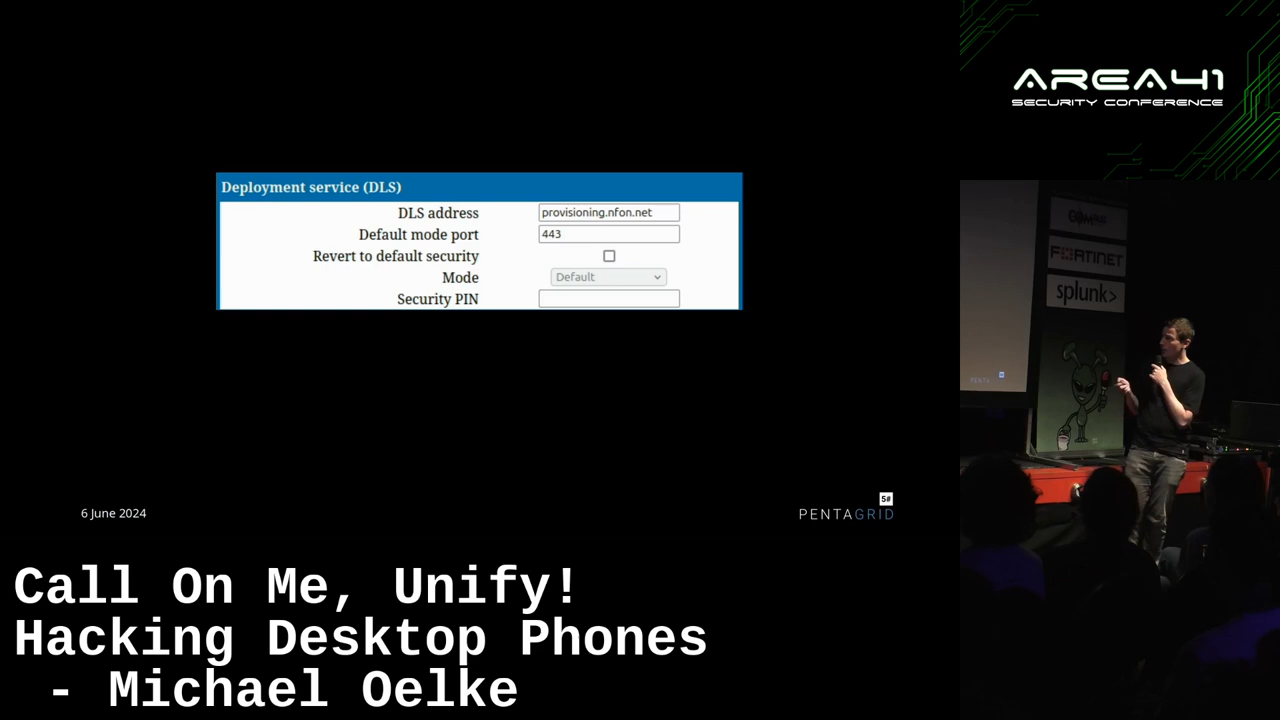 Deployment service (DLS)
DLS address
provisioning.nfon.net
Default mode port
443
Revert to default security
Mode
Default
Security PIN
6 June 2024
5#
PENTAGRID
Call On Me, Unify!
Hacking Desktop Phones
- Michael Oelke
AREA41
SECURITY CONFERENCE
FORTINET
splunk>